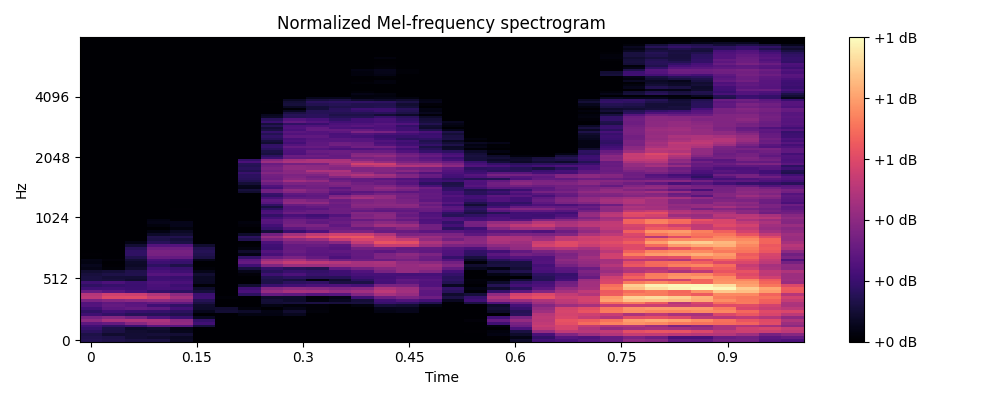 Normalized Mel-frequency spectrogram
Hz
4096
2048
1024
512
0
0 0.15 0.3 0.45 0.6 0.75 0.9
Time
+1 dB
+1 dB
+1 dB
+0 dB
+0 dB
+0 dB